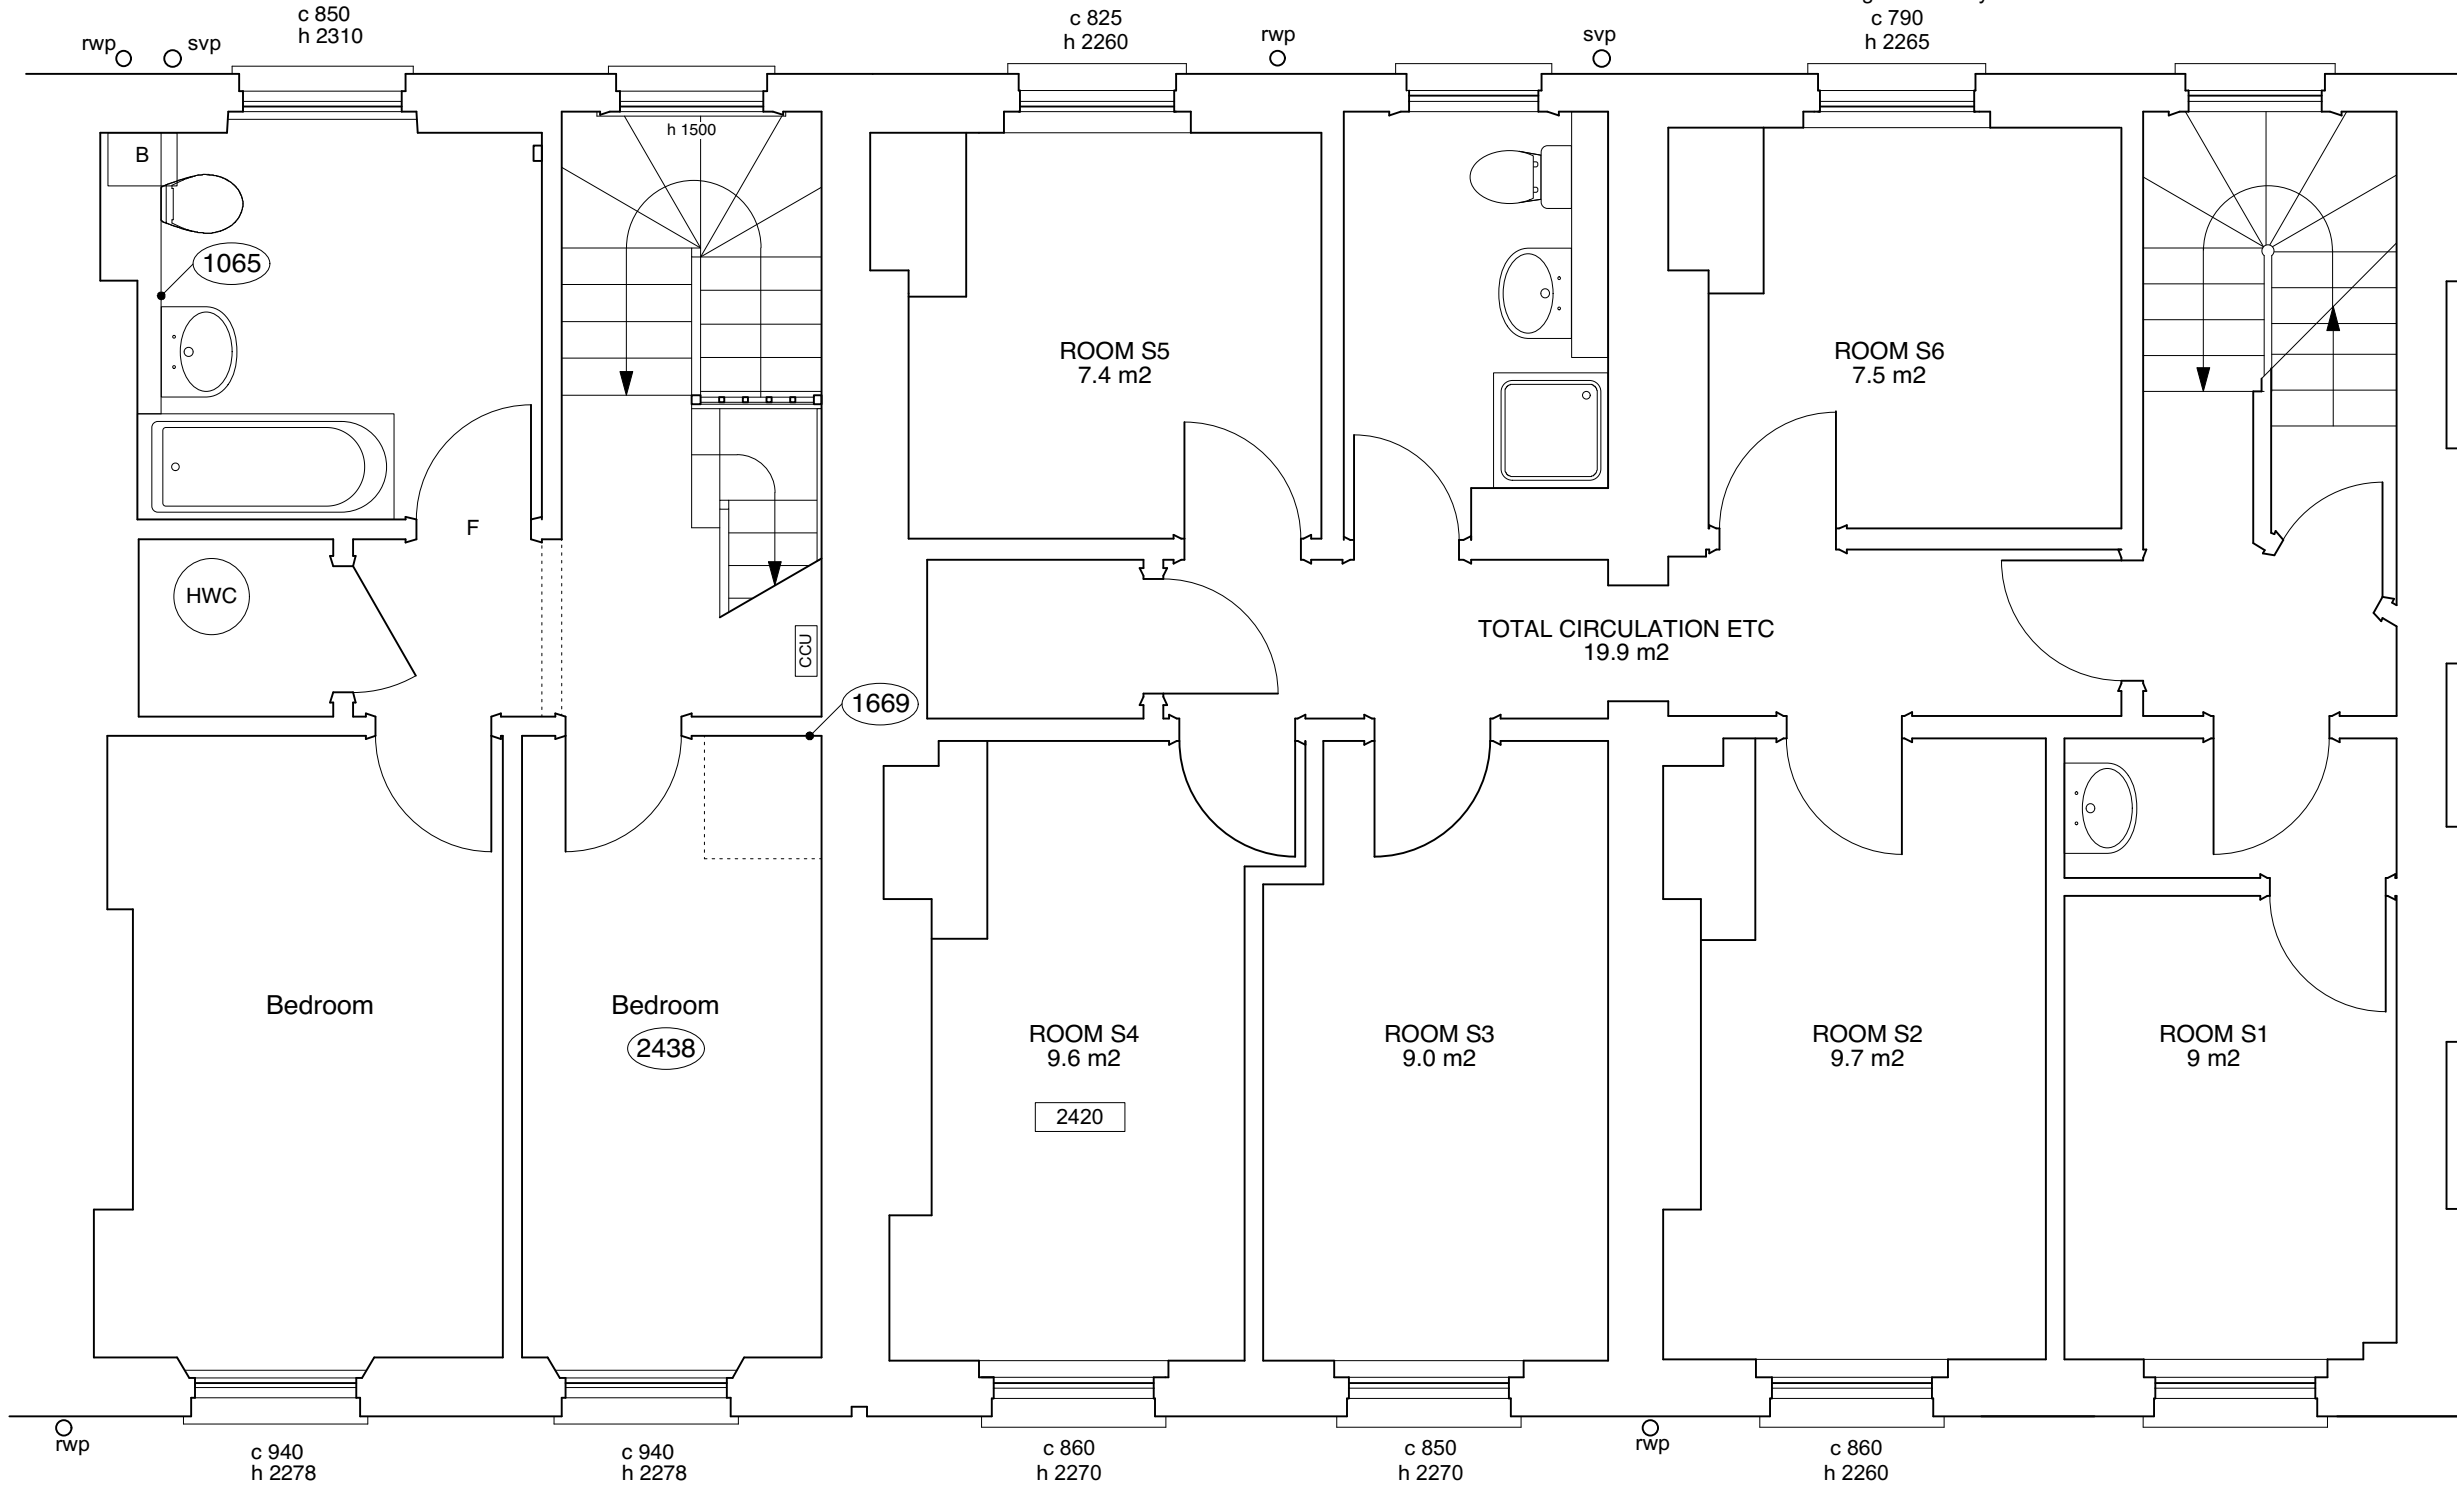 c 850
h 2310
rwp
svp
c 825
h 2260
rwp
svp
c 790
h 2265
h 1500
B
1065
ROOM S5
7.4 m2
ROOM S6
7.5 m2
F
HWC
CCU
TOTAL CIRCULATION ETC
19.9 m2
1669
Bedroom
Bedroom
2438
ROOM S4
9.6 m2
2420
ROOM S3
9.0 m2
ROOM S2
9.7 m2
ROOM S1
9 m2
rwp
c 940
h 2278
c 940
h 2278
c 860
h 2270
c 850
h 2270
rwp
c 860
h 2260